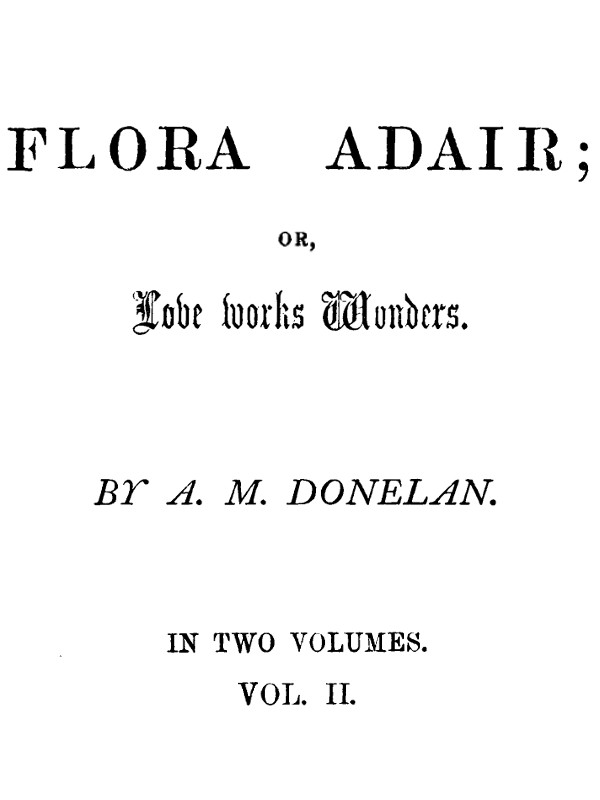 FLORA ADAIR;
OR,
Love works Wonders.
BY A. M. DONELAN.
IN TWO VOLUMES.
VOL. II.